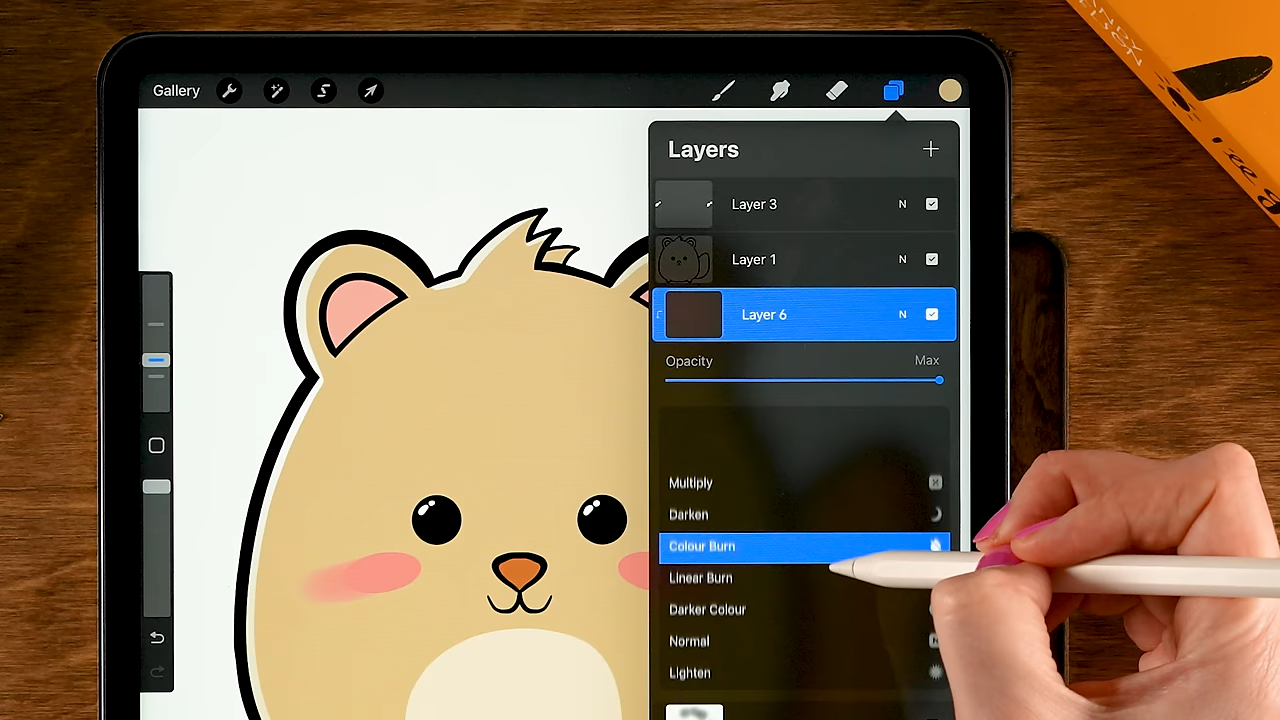 Gallery
Layers
Layer 3 N
Layer 1 N
Layer 6 N
Opacity Max
Multiply
Darken
Colour Burn
Linear Burn
Darker Colour
Normal
Lighten